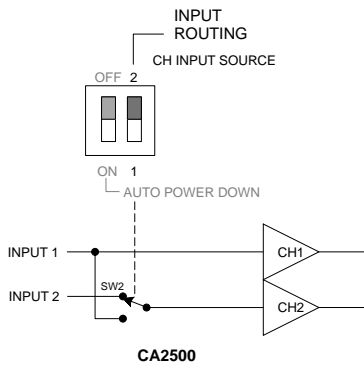 INPUT
ROUTING
CH INPUT SOURCE
OFF 2
ON 1
AUTO POWER DOWN
INPUT 1
CH1
INPUT 2
SW2
CH2
CA2500